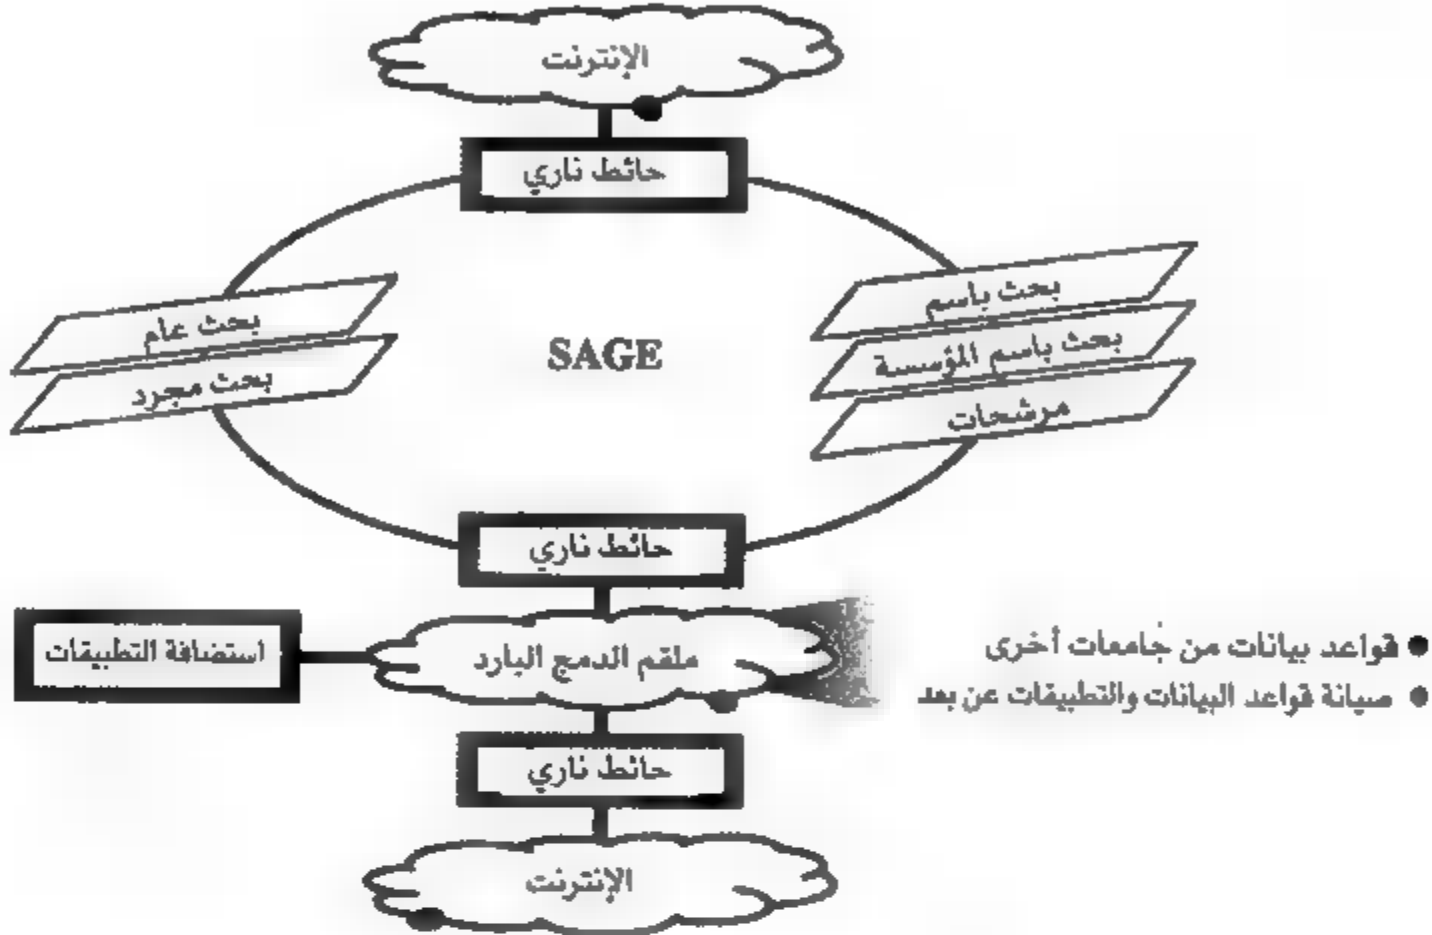 الإنترنت
حائط ناري
بحث باسم
بحث باسم المؤسسة
مرشحات
SAGE
بحث عام
بحث مجرد
حائط ناري
ملقم الدمج البارد
استضافة التطبيقات
● قواعد بيانات من جامعات أخرى
● صيانة قواعد البيانات والتطبيقات عن بعد
حائط ناري
الإنترنت